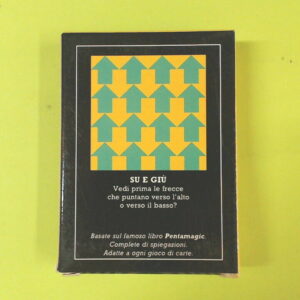 SU E GIÙ
Vedi prima le frecce
che puntano verso l'alto
o verso il basso?
Basate sul famoso libro Pentamagic.
Complete di spiegazioni.
Adatte a ogni gioco di carte.